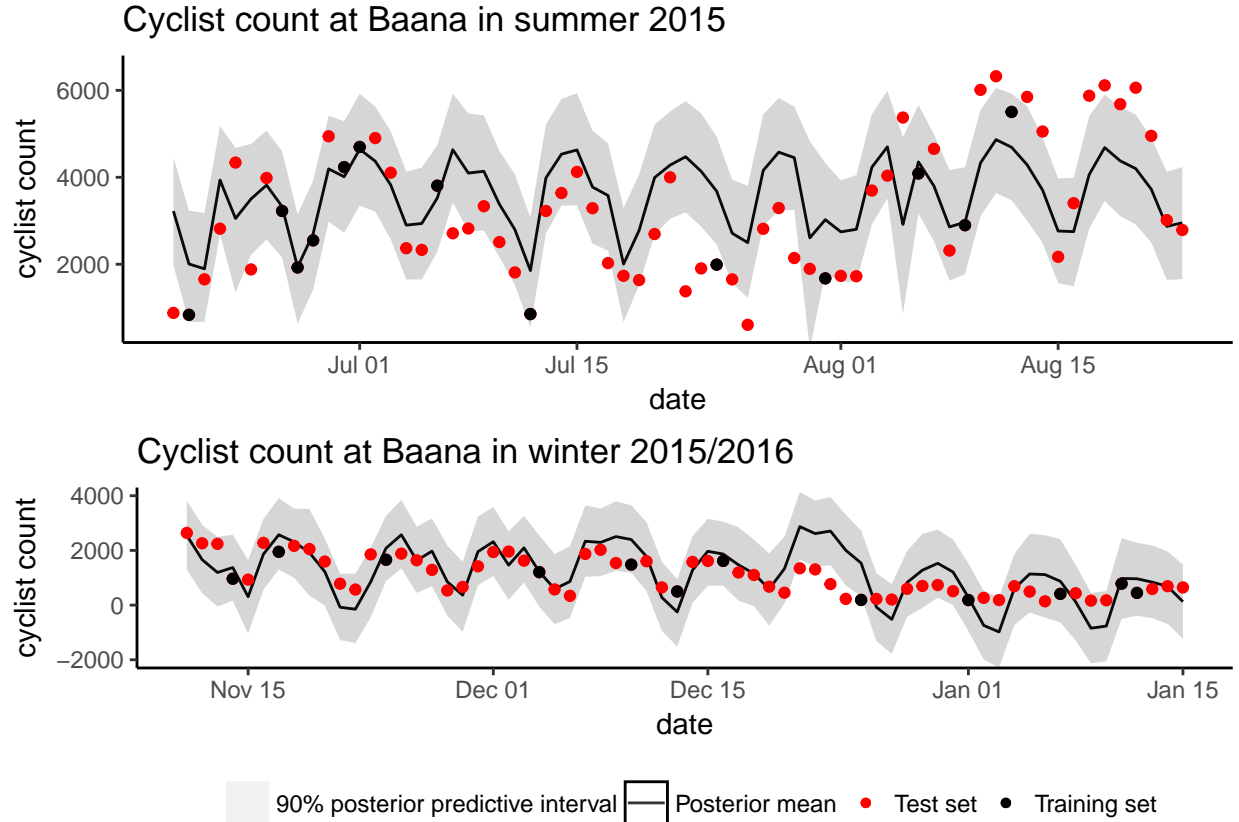 Cyclist count at Baana in summer 2015
6000
4000
2000
cyclist count
Jul 01 Jul 15 Aug 01 Aug 15
date
Cyclist count at Baana in winter 2015/2016
4000
2000
0
−2000
cyclist count
Nov 15 Dec 01 Dec 15 Jan 01 Jan 15
date
90% posterior predictive interval Posterior mean Test set Training set